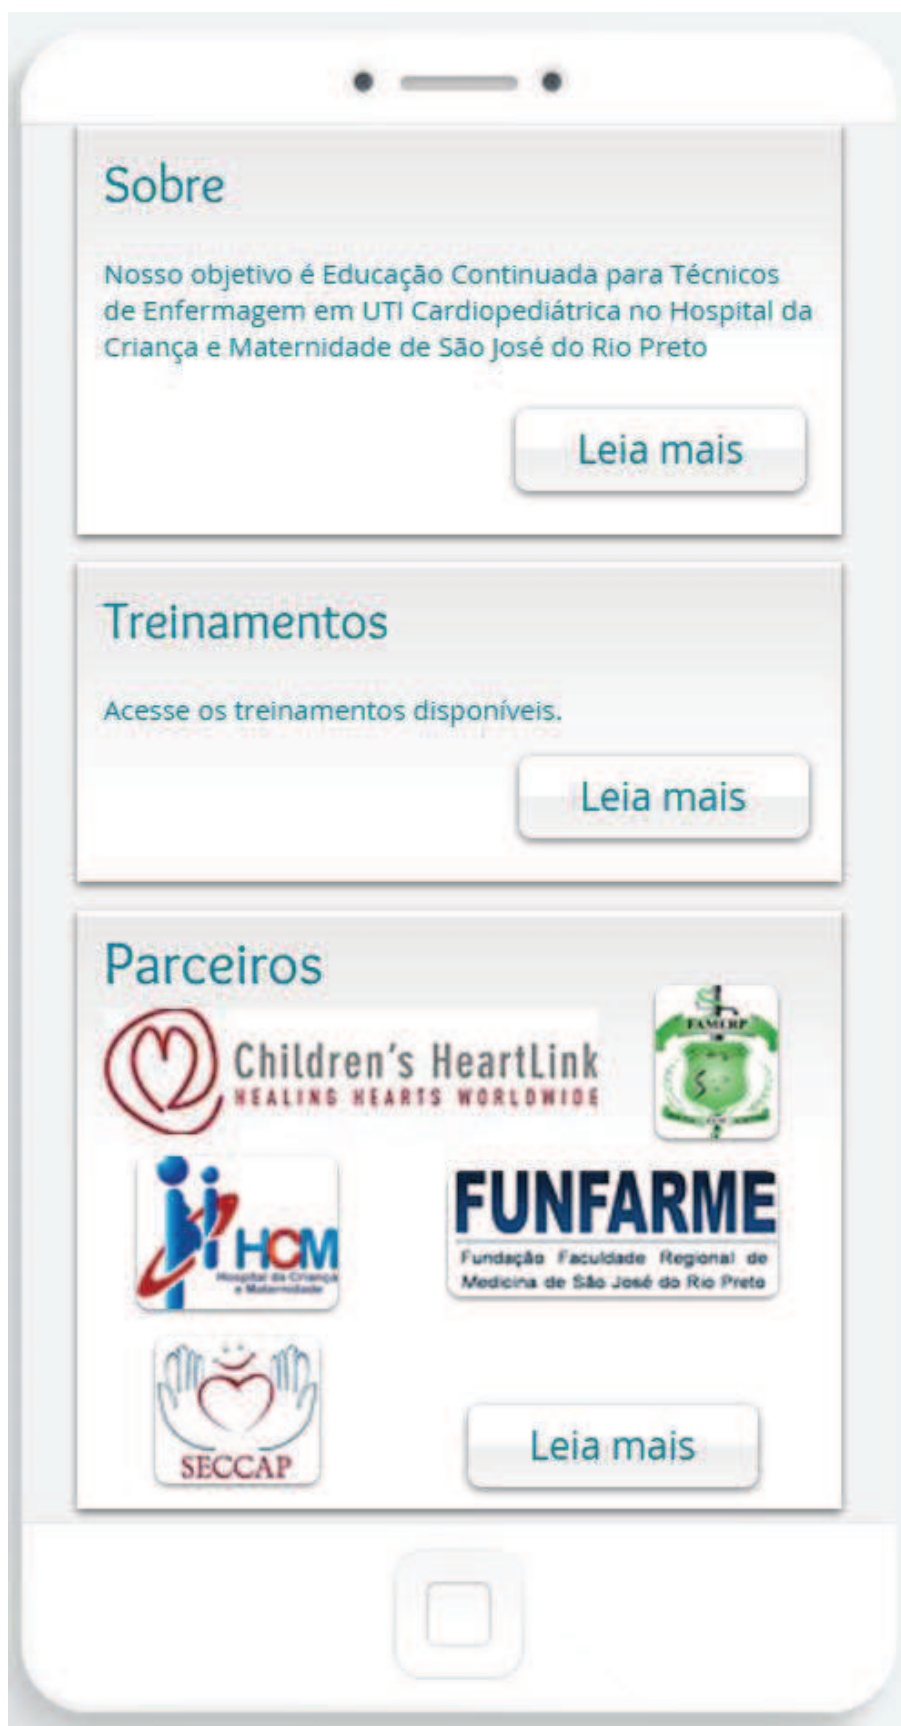 Sobre
Nosso objetivo é Educação Continuada para Técnicos
de Enfermagem em UTI Cardiopediátrica no Hospital da
Criança e Maternidade de São José do Rio Preto
Leia mais
Treinamentos
Acesse os treinamentos disponíveis.
Leia mais
Parceiros
Children's HeartLink
HEALING HEARTS WORLDWIDE
FAMERP
HCM
Hospital da Criança
e Maternidade
FUNFARME
Fundação Faculdade Regional de
Medicina de São José do Rio Preto
SECCAP
Leia mais